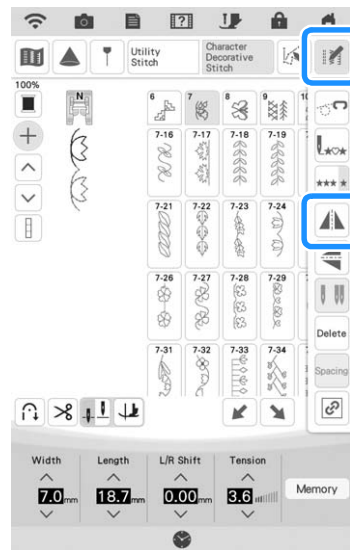 Utility
Stitch
Character
Decorative
Stitch
100%
N
6 7 8 9 10
7-16 7-17 7-18 7-19
7-21 7-22 7-23 7-24
7-26 7-27 7-28 7-29
7-31 7-32 7-33 7-34
Delete
Spacing
Width Length L/R Shift Tension
7.0mm 18.7mm 0.00mm 3.6
Memory